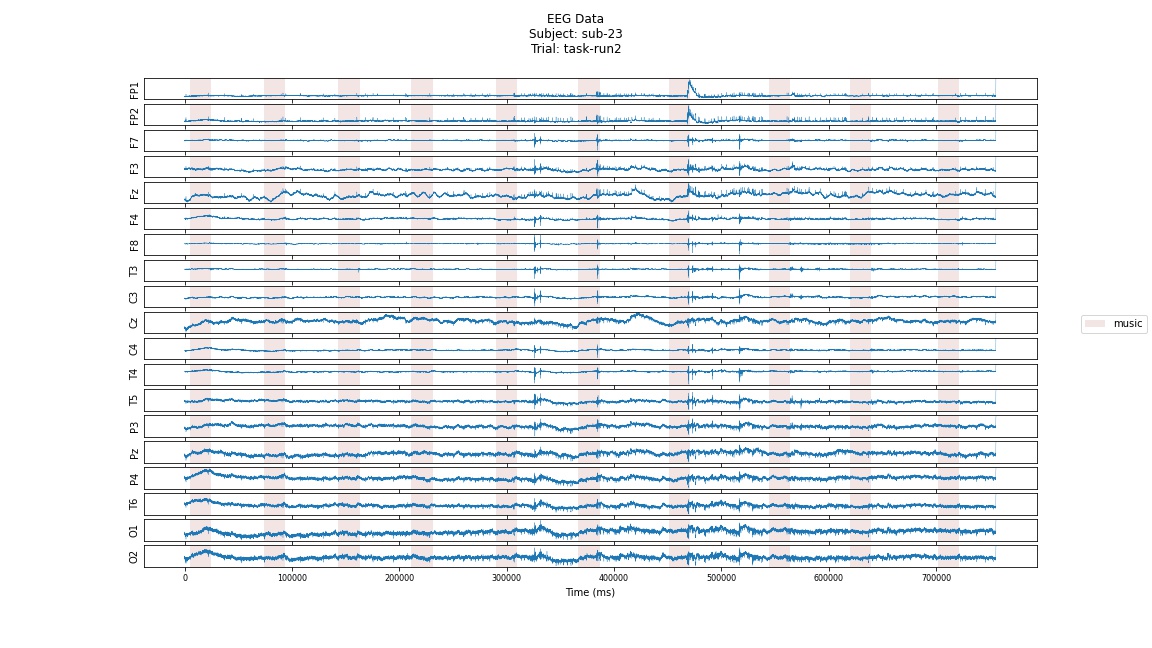 EEG Data
Subject: sub-23
Trial: task-run2
FP1
FP2
F7
F3
Fz
F4
F8
T3
C3
Cz
C4
T4
T5
P3
Pz
P4
T6
O1
O2
music
0 100000 200000 300000 400000 500000 600000 700000
Time (ms)